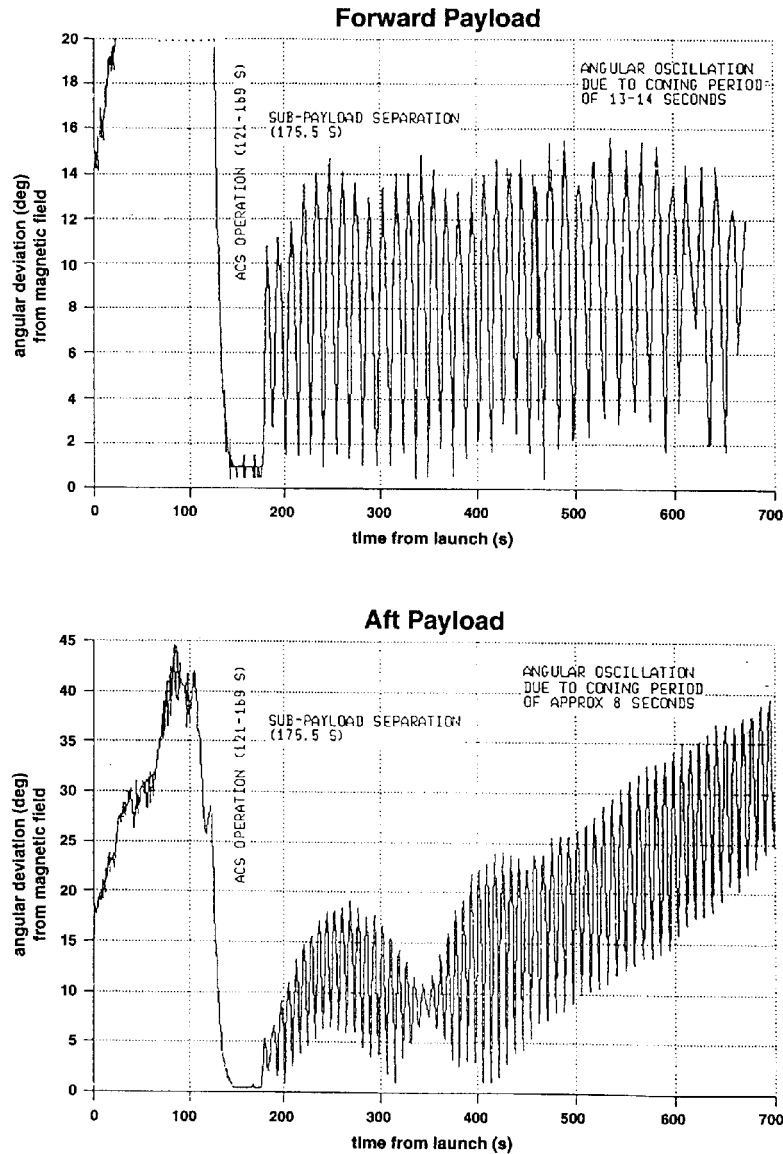 Forward Payload
20
18
16
14
12
10
8
6
4
2
0
angular deviation (deg)
from magnetic field
ACS OPERATION (121-169 S)
SUB-PAYLOAD SEPARATION
(175.5 S)
ANGULAR OSCILLATION
DUE TO CONING PERIOD
OF 13-14 SECONDS
0 100 200 300 400 500 600 700
time from launch (s)
Aft Payload
45
40
35
30
25
20
15
10
5
0
angular deviation (deg)
from magnetic field
ACS OPERATION (121-169 S)
SUB-PAYLOAD SEPARATION
(175.5 S)
ANGULAR OSCILLATION
DUE TO CONING PERIOD
OF APPROX 8 SECONDS
0 100 200 300 400 500 600 700
time from launch (s)